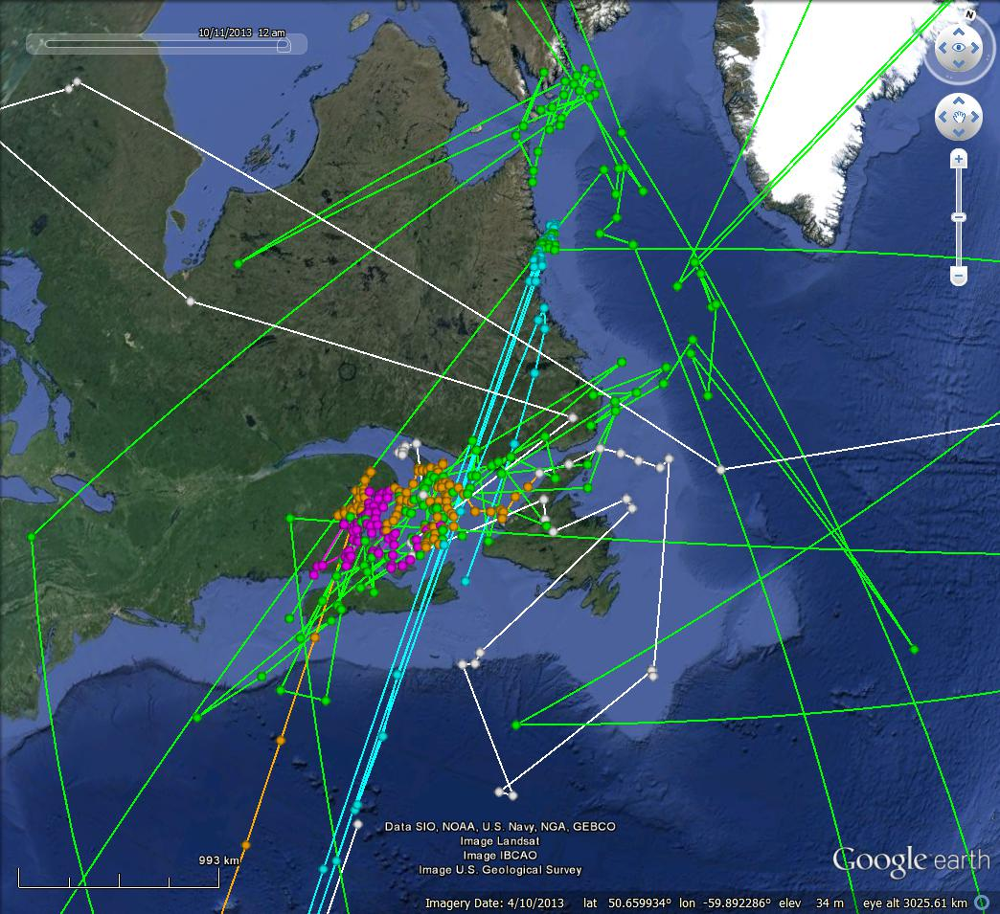 10/11/2013 12 am
N
Data SIO, NOAA, U.S. Navy, NGA, GEBCO
Image Landsat
Image IBCAO
Image U.S. Geological Survey
993 km
Google earth
Imagery Date: 4/10/2013 lat 50.659934° lon -59.892286° elev 34 m eye alt 3025.61 km